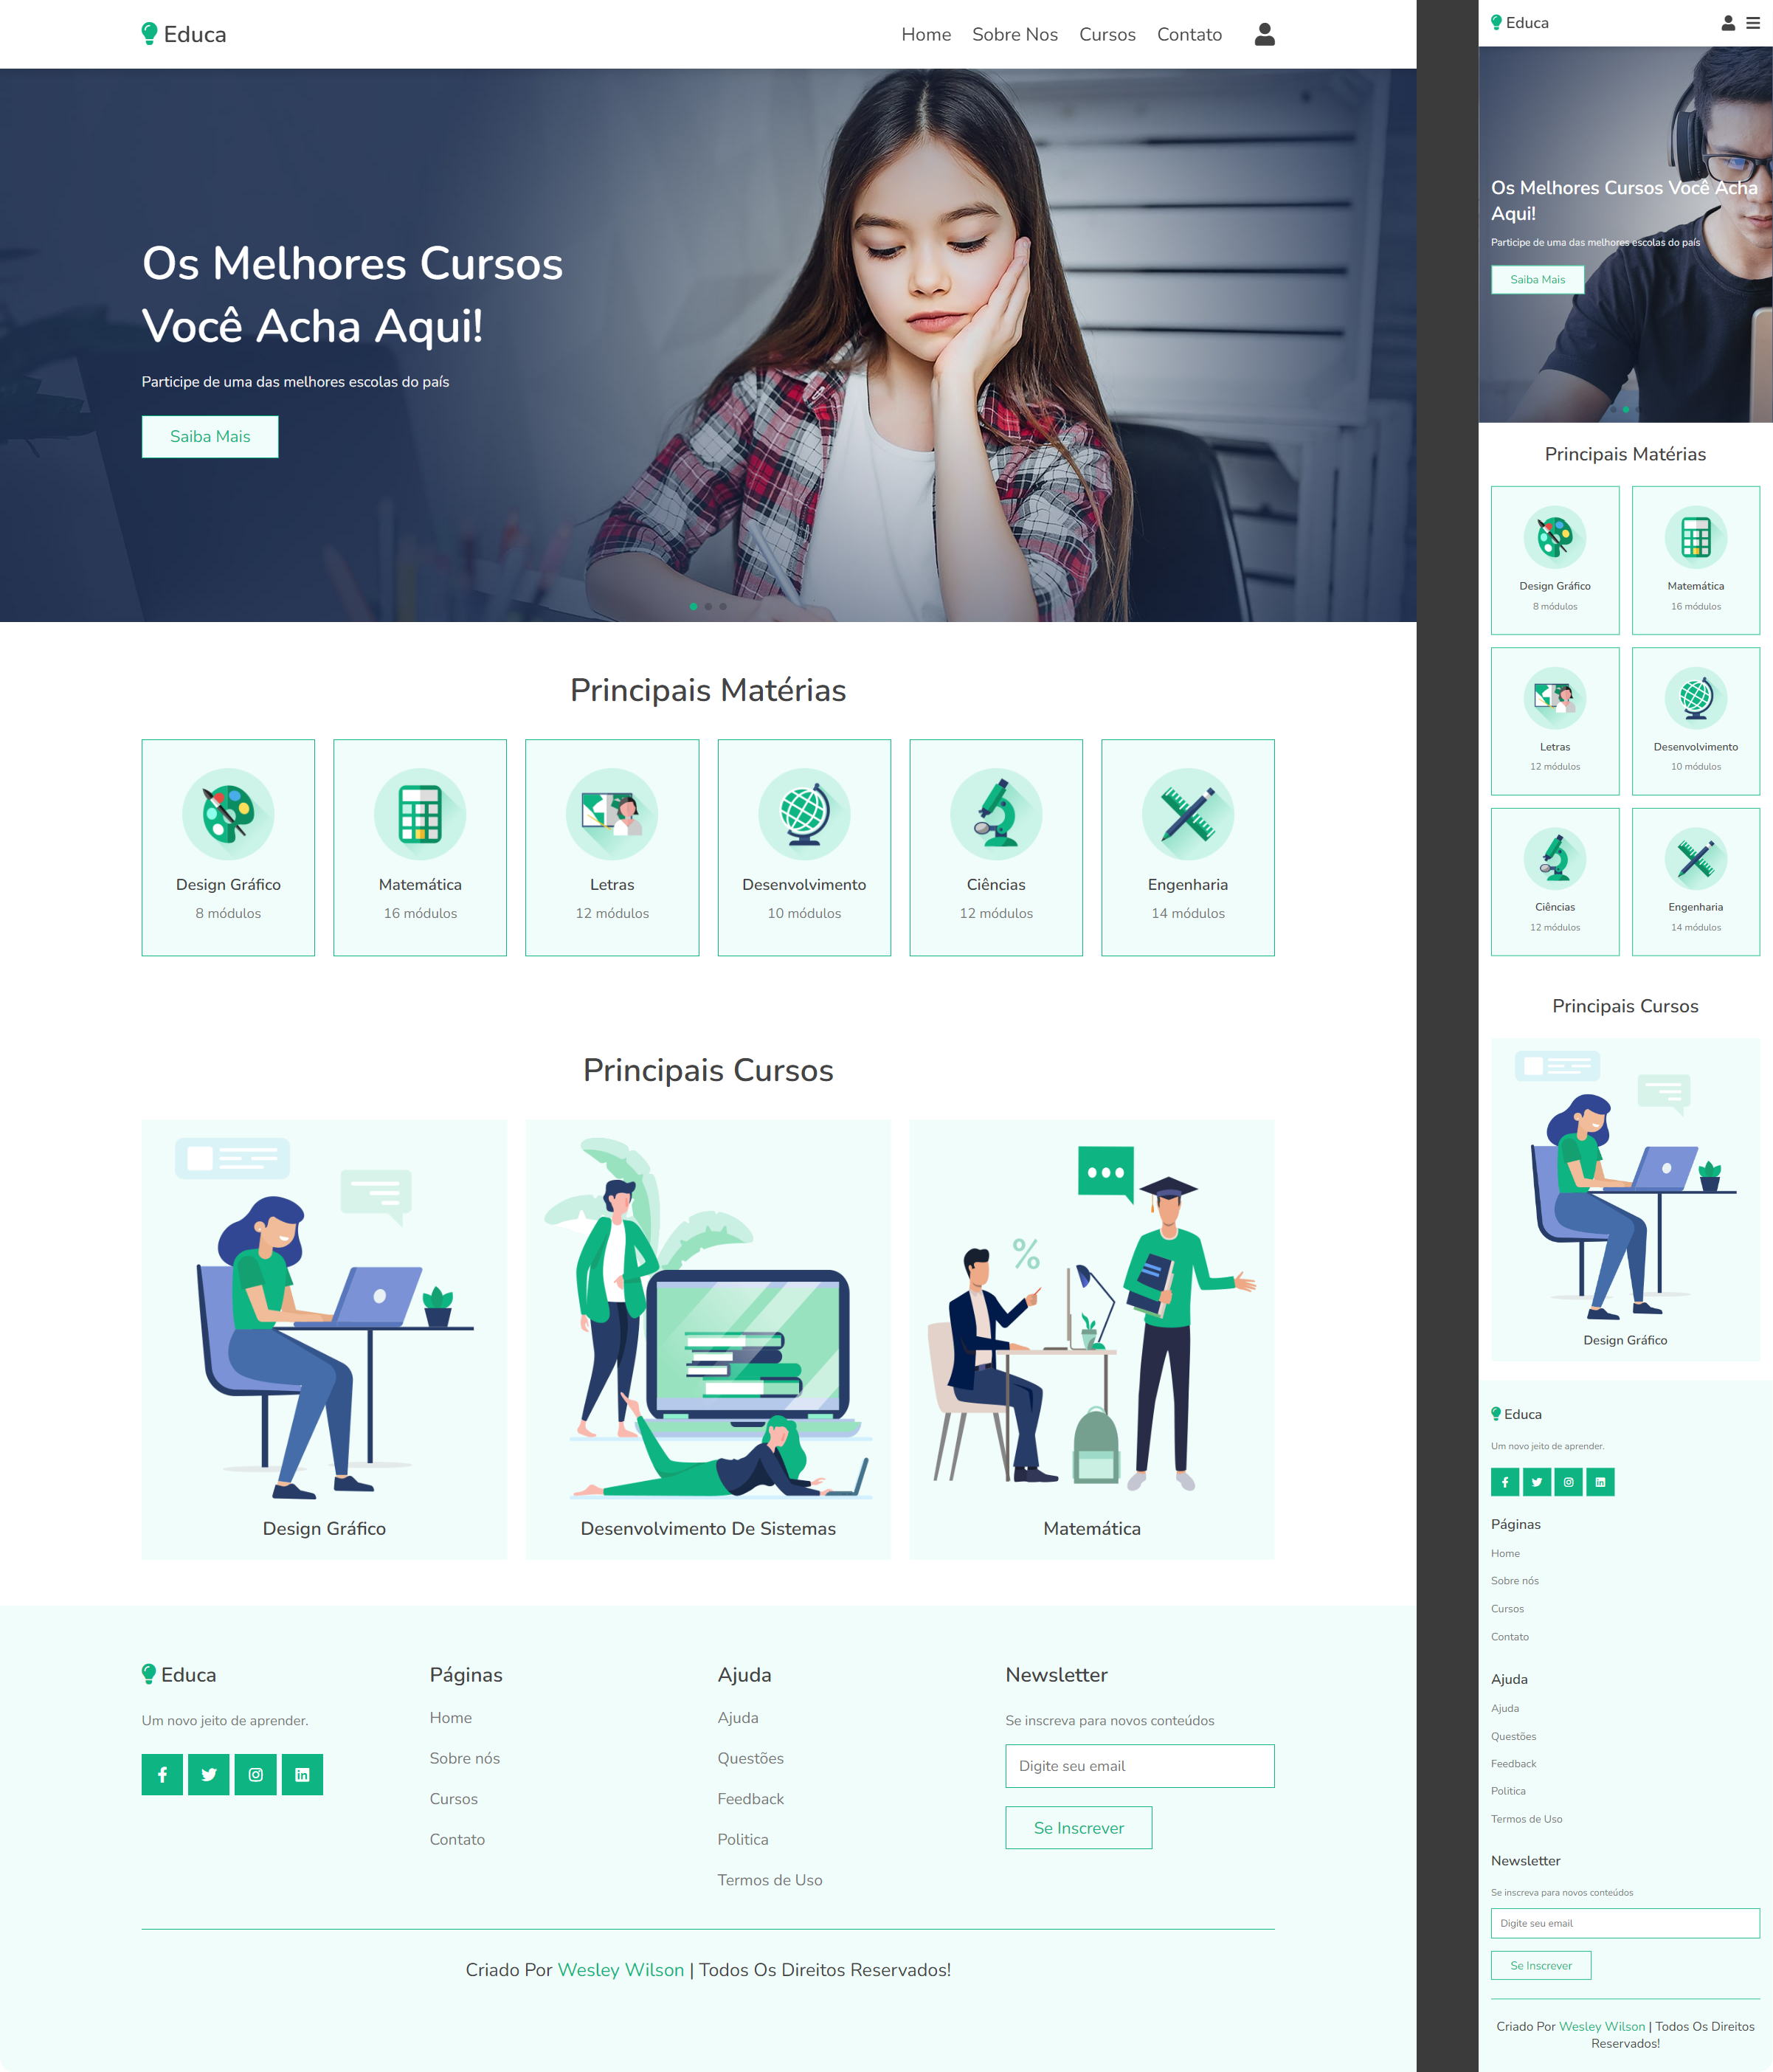 Educa
Home Sobre Nos Cursos Contato
Os Melhores Cursos
Você Acha Aqui!
Participe de uma das melhores escolas do país
Saiba Mais
Principais Matérias
Design Gráfico
8 módulos
Matemática
16 módulos
Letras
12 módulos
Desenvolvimento
10 módulos
Ciências
12 módulos
Engenharia
14 módulos
Principais Cursos
%
Design Gráfico
Desenvolvimento De Sistemas
Matemática
Educa
Um novo jeito de aprender.
Páginas
Home
Sobre nós
Cursos
Contato
Ajuda
Ajuda
Questões
Feedback
Politica
Termos de Uso
Newsletter
Se inscreva para novos conteúdos
Digite seu email
Se Inscrever
Criado Por Wesley Wilson | Todos Os Direitos Reservados!
Educa
Os Melhores Cursos Você Acha
Aqui!
Participe de uma das melhores escolas do país
Saiba Mais
Principais Matérias
Design Gráfico
8 módulos
Matemática
16 módulos
Letras
12 módulos
Desenvolvimento
10 módulos
Ciências
12 módulos
Engenharia
14 módulos
Principais Cursos
Design Gráfico
Educa
Um novo jeito de aprender.
Páginas
Home
Sobre nós
Cursos
Contato
Ajuda
Ajuda
Questões
Feedback
Politica
Termos de Uso
Newsletter
Se inscreva para novos conteúdos
Digite seu email
Se Inscrever
Criado Por Wesley Wilson | Todos Os Direitos
Reservados!